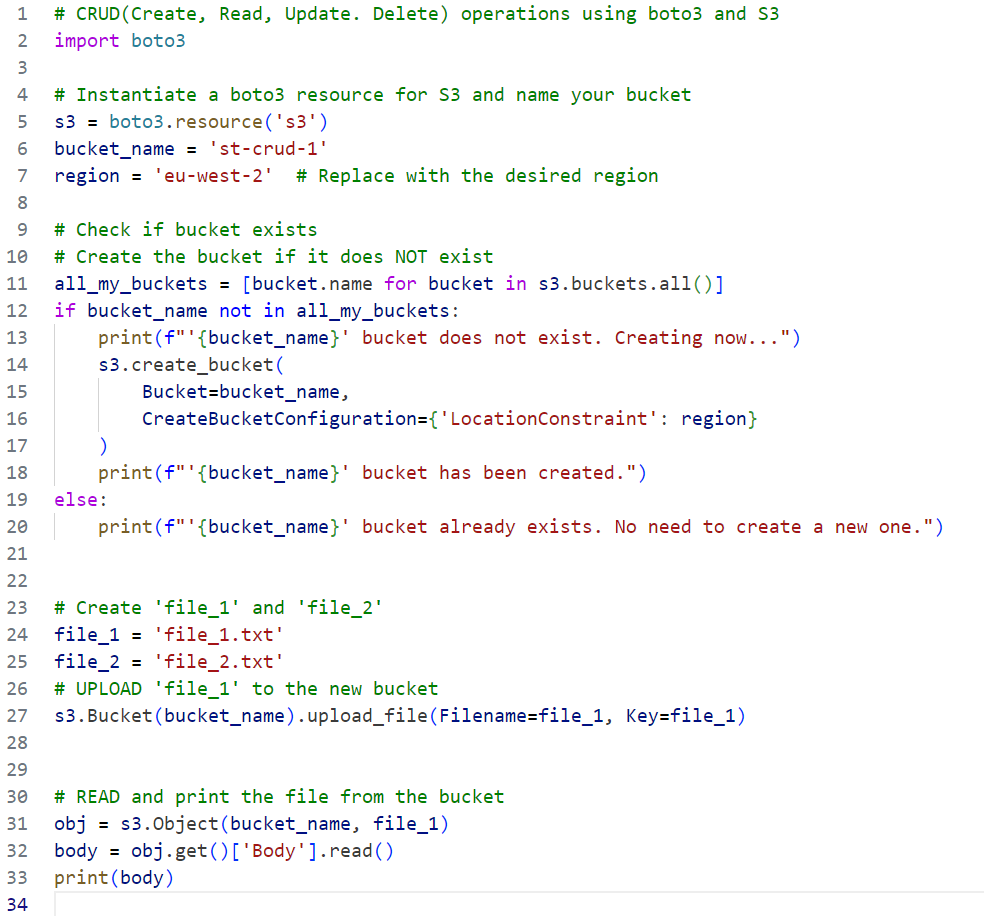 1 # CRUD(Create, Read, Update. Delete) operations using boto3 and S3
2 import boto3
3
4 # Instantiate a boto3 resource for S3 and name your bucket
5 s3 = boto3.resource('s3')
6 bucket_name = 'st-crud-1'
7 region = 'eu-west-2'  # Replace with the desired region
8
9 # Check if bucket exists
10 # Create the bucket if it does NOT exist
11 all_my_buckets = [bucket.name for bucket in s3.buckets.all()]
12 if bucket_name not in all_my_buckets:
13     print(f"'{bucket_name}' bucket does not exist. Creating now...")
14     s3.create_bucket(
15         Bucket=bucket_name,
16         CreateBucketConfiguration={'LocationConstraint': region}
17     )
18     print(f"'{bucket_name}' bucket has been created.")
19 else:
20     print(f"'{bucket_name}' bucket already exists. No need to create a new one.")
21
22
23 # Create 'file_1' and 'file_2'
24 file_1 = 'file_1.txt'
25 file_2 = 'file_2.txt'
26 # UPLOAD 'file_1' to the new bucket
27 s3.Bucket(bucket_name).upload_file(Filename=file_1, Key=file_1)
28
29
30 # READ and print the file from the bucket
31 obj = s3.Object(bucket_name, file_1)
32 body = obj.get()['Body'].read()
33 print(body)
34